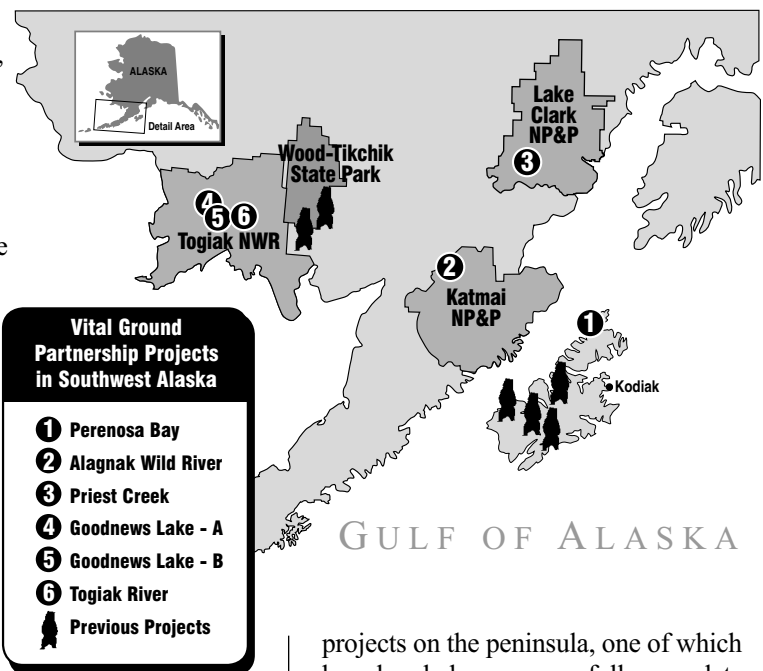 ALASKA
Detail Area
Lake
Clark
NP&P
3
Wood-Tikchik
State Park
4
5 6
Togiak NWR
2
Katmai
NP&P
1
Kodiak
Vital Ground
Partnership Projects
in Southwest Alaska
1 Perenosa Bay
2 Alagnak Wild River
3 Priest Creek
4 Goodnews Lake - A
5 Goodnews Lake - B
6 Togiak River
Previous Projects
GULF OF ALASKA
projects on the peninsula, one of which